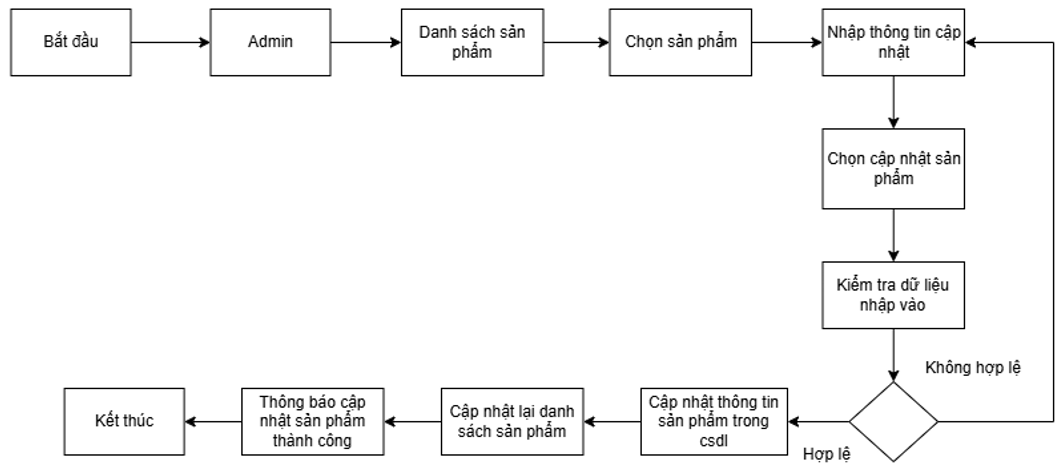 Bắt đầu
Admin
Danh sách sản
phẩm
Chọn sản phẩm
Nhập thông tin cập
nhật
Chọn cập nhật sản
phẩm
Kiểm tra dữ liệu
nhập vào
Không hợp lệ
Hợp lệ
Cập nhật thông tin
sản phẩm trong
csdl
Cập nhật lại danh
sách sản phẩm
Thông báo cập
nhật sản phẩm
thành công
Kết thúc